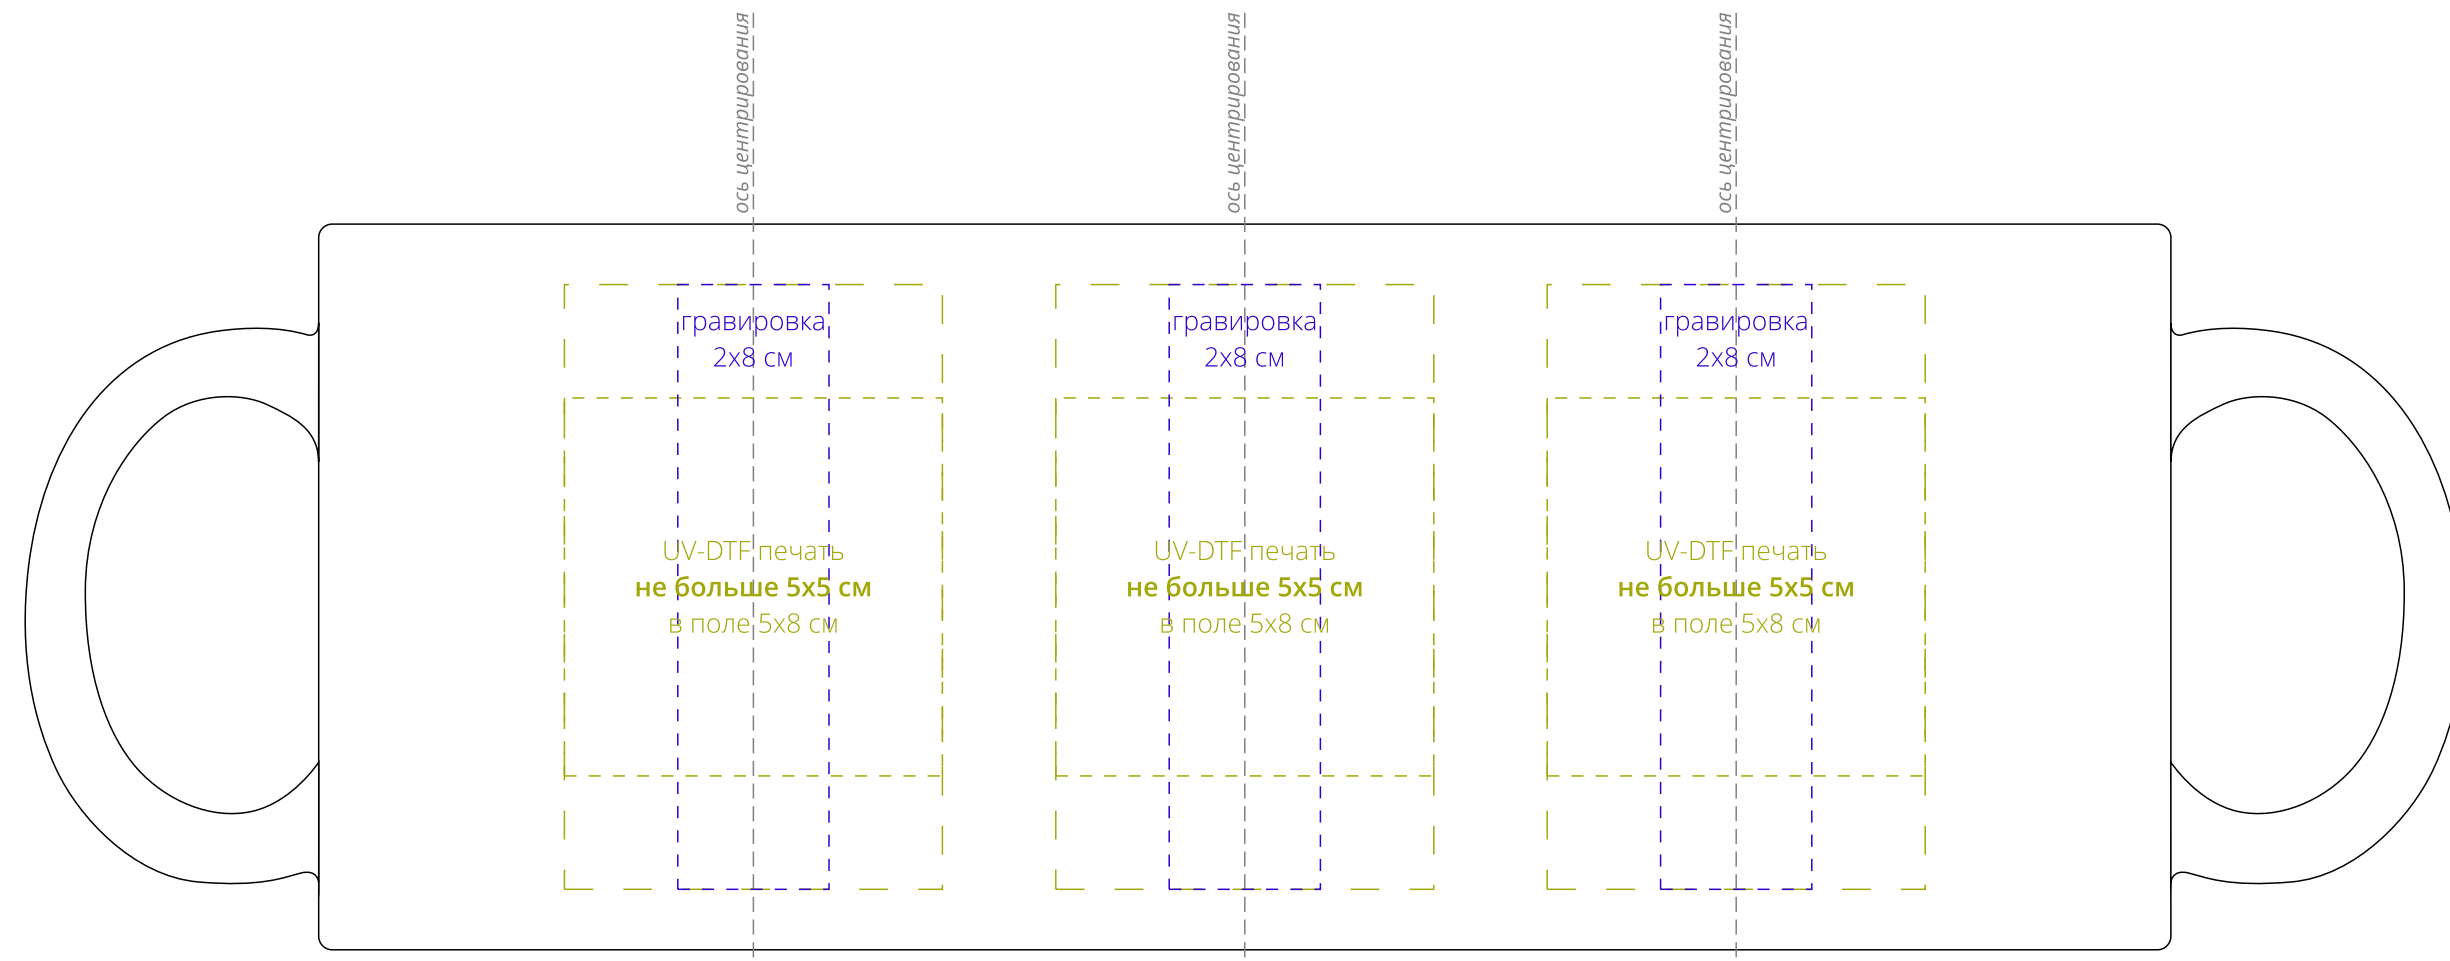 ось центрирования
ось центрирования
ось центрирования
гравировка
2х8 см
гравировка
2х8 см
гравировка
2х8 см
UV-DTF печать
не больше 5х5 см
в поле 5х8 см
UV-DTF печать
не больше 5х5 см
в поле 5х8 см
UV-DTF печать
не больше 5х5 см
в поле 5х8 см